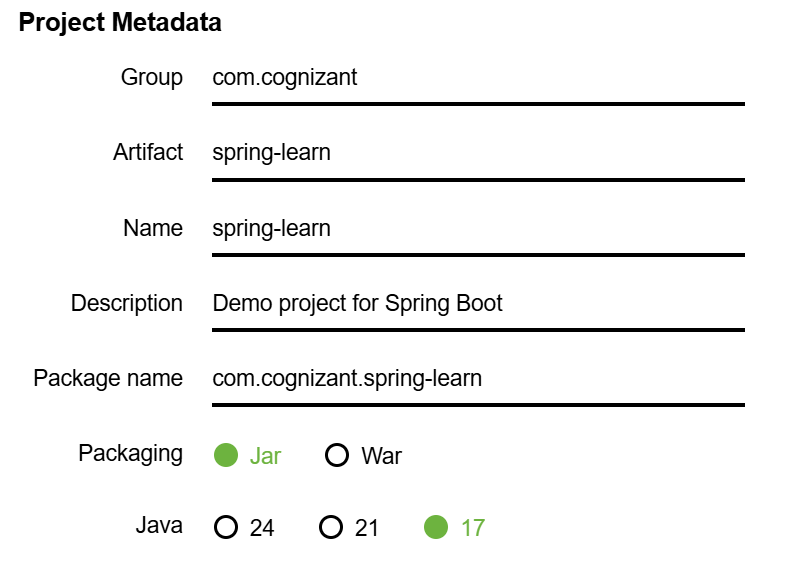 Project Metadata
Group com.cognizant
Artifact spring-learn
Name spring-learn
Description Demo project for Spring Boot
Package name com.cognizant.spring-learn
Packaging Jar War
Java 24 21 17